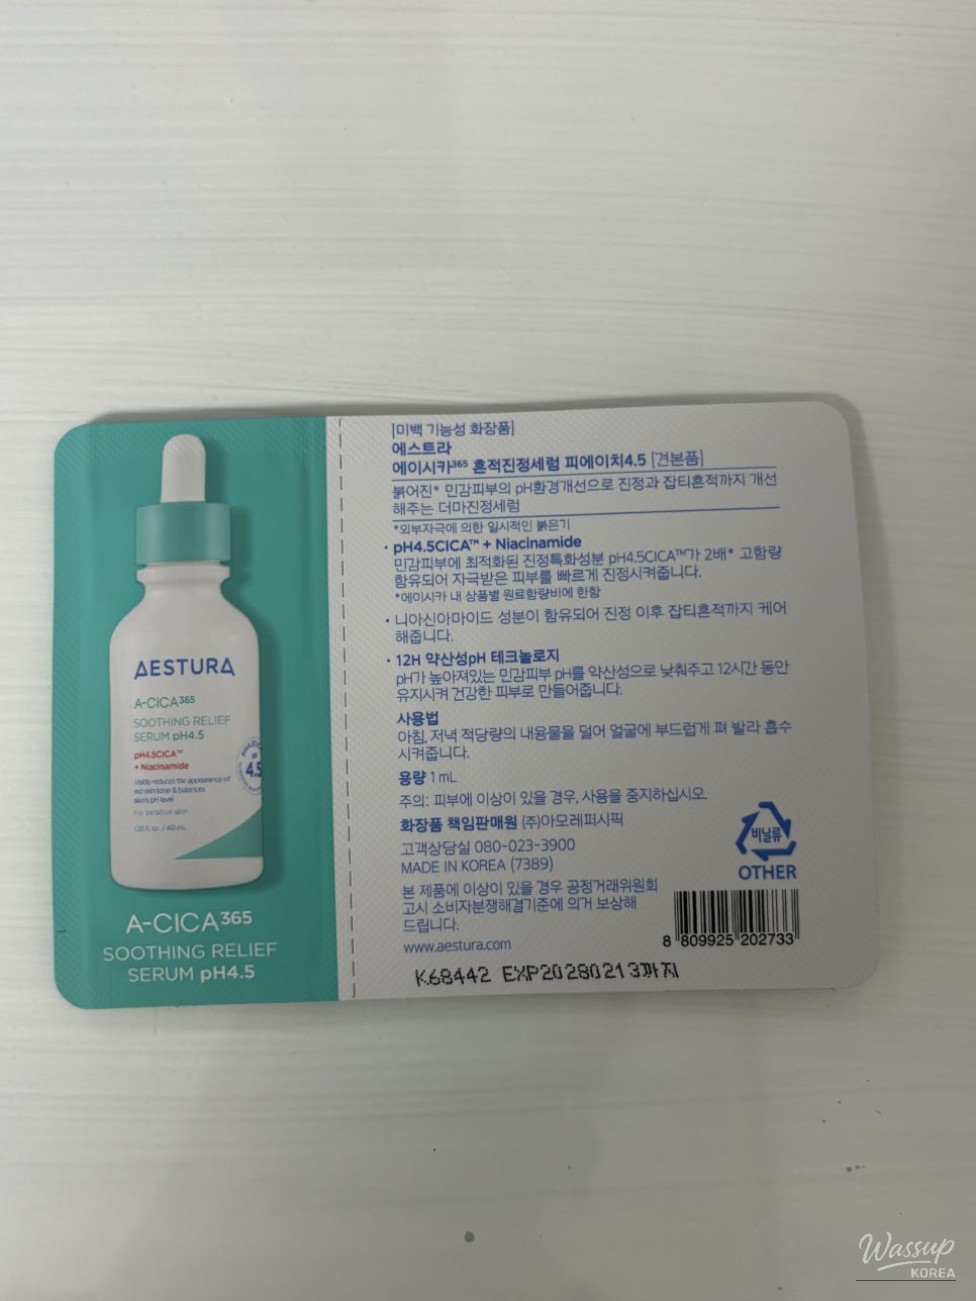 AESTURA
A-CICA365
SOOTHING RELIEF
SERUM pH4.5
pH4.5CICA™
+ Niacinamide
Visibly reduces the appearance of
red skin tone & balances
skin's pH level
For sensitive skin
4.5
A-CICA365
SOOTHING RELIEF
SERUM pH4.5
[미백 기능성 화장품]
에스트라
에이시카365 흔적진정세럼 피에이치4.5 [견본품]
붉어진* 민감피부의 pH환경개선으로 진정과 잡티흔적까지 개선
해주는 더마진정세럼
*외부자극에 의한 일시적인 붉은기
· pH4.5CICA™ + Niacinamide
민감피부에 최적화된 진정특화성분 pH4.5CICA™가 2배* 고함량
함유되어 자극받은 피부를 빠르게 진정시켜줍니다.
*에이시카 내 상품별 원료함량비에 한함
· 니아신아마이드 성분이 함유되어 진정 이후 잡티흔적까지 케어
해줍니다.
· 12H 약산성pH 테크놀로지
pH가 높아져있는 민감피부 pH를 약산성으로 낮춰주고 12시간 동안
유지시켜 건강한 피부로 만들어줍니다.
사용법
아침, 저녁 적당량의 내용물을 덜어 얼굴에 부드럽게 펴 발라 흡수
시켜줍니다.
용량 1mL
주의: 피부에 이상이 있을 경우, 사용을 중지하십시오.
화장품 책임판매원 (주)아모레퍼시픽
고객상담실 080-023-3900
MADE IN KOREA (7389)
본 제품에 이상이 있을 경우 공정거래위원회
고시 소비자분쟁해결기준에 의거 보상해
드립니다.
www.aestura.com
비닐류
OTHER
8 809925 202733
K68442 EXP20280213까지
Wassup
KOREA